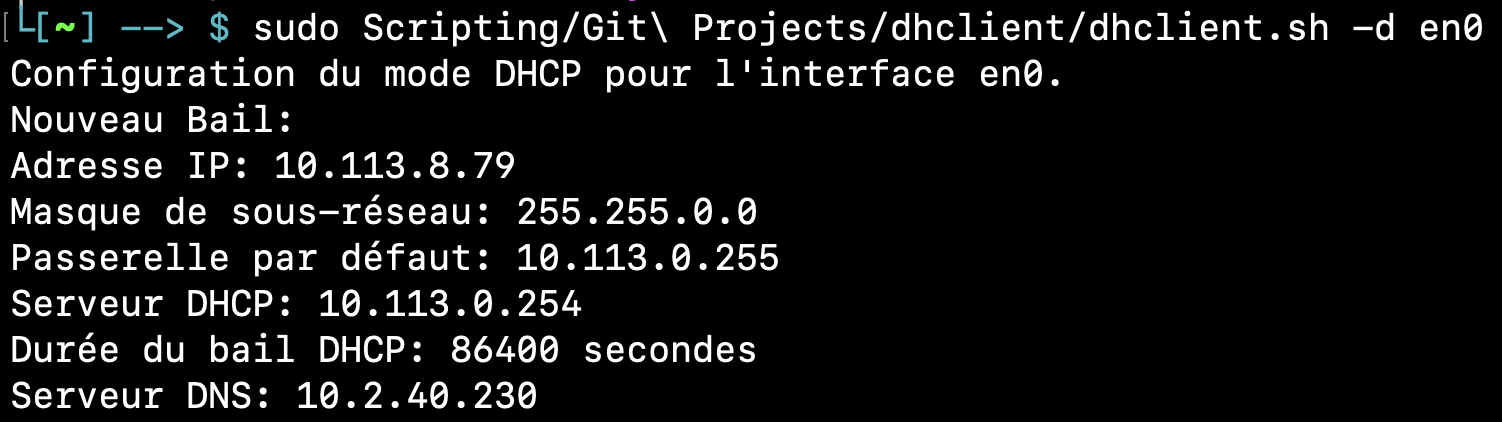 └[~] --> $ sudo Scripting/Git\ Projects/dhclient/dhclient.sh -d en0
Configuration du mode DHCP pour l'interface en0.
Nouveau Bail:
Adresse IP: 10.113.8.79
Masque de sous-réseau: 255.255.0.0
Passerelle par défaut: 10.113.0.255
Serveur DHCP: 10.113.0.254
Durée du bail DHCP: 86400 secondes
Serveur DNS: 10.2.40.230